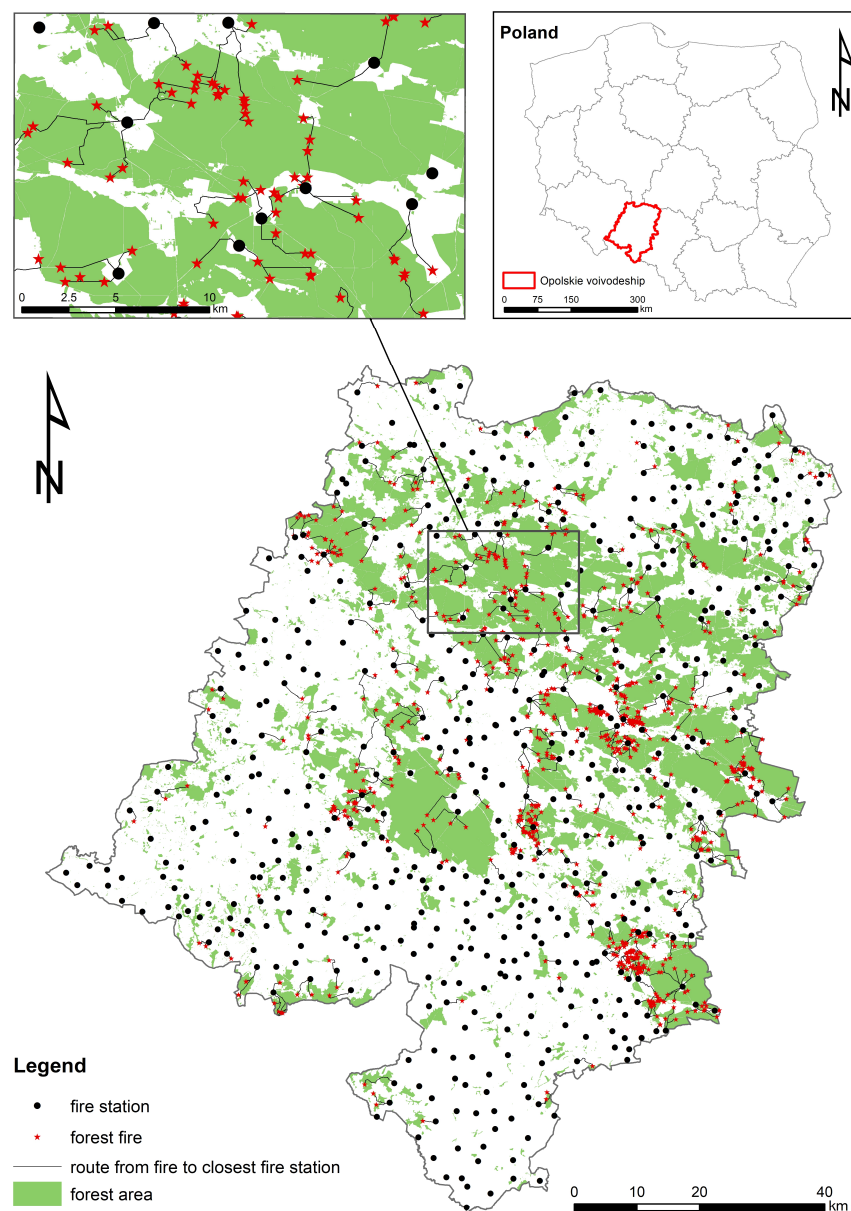 Poland
N
Opolskie voivodeship
0 75 150 300
km
0 2.5 5 10
km
N
Legend
fire station
forest fire
route from fire to closest fire station
forest area
0 10 20 40
km